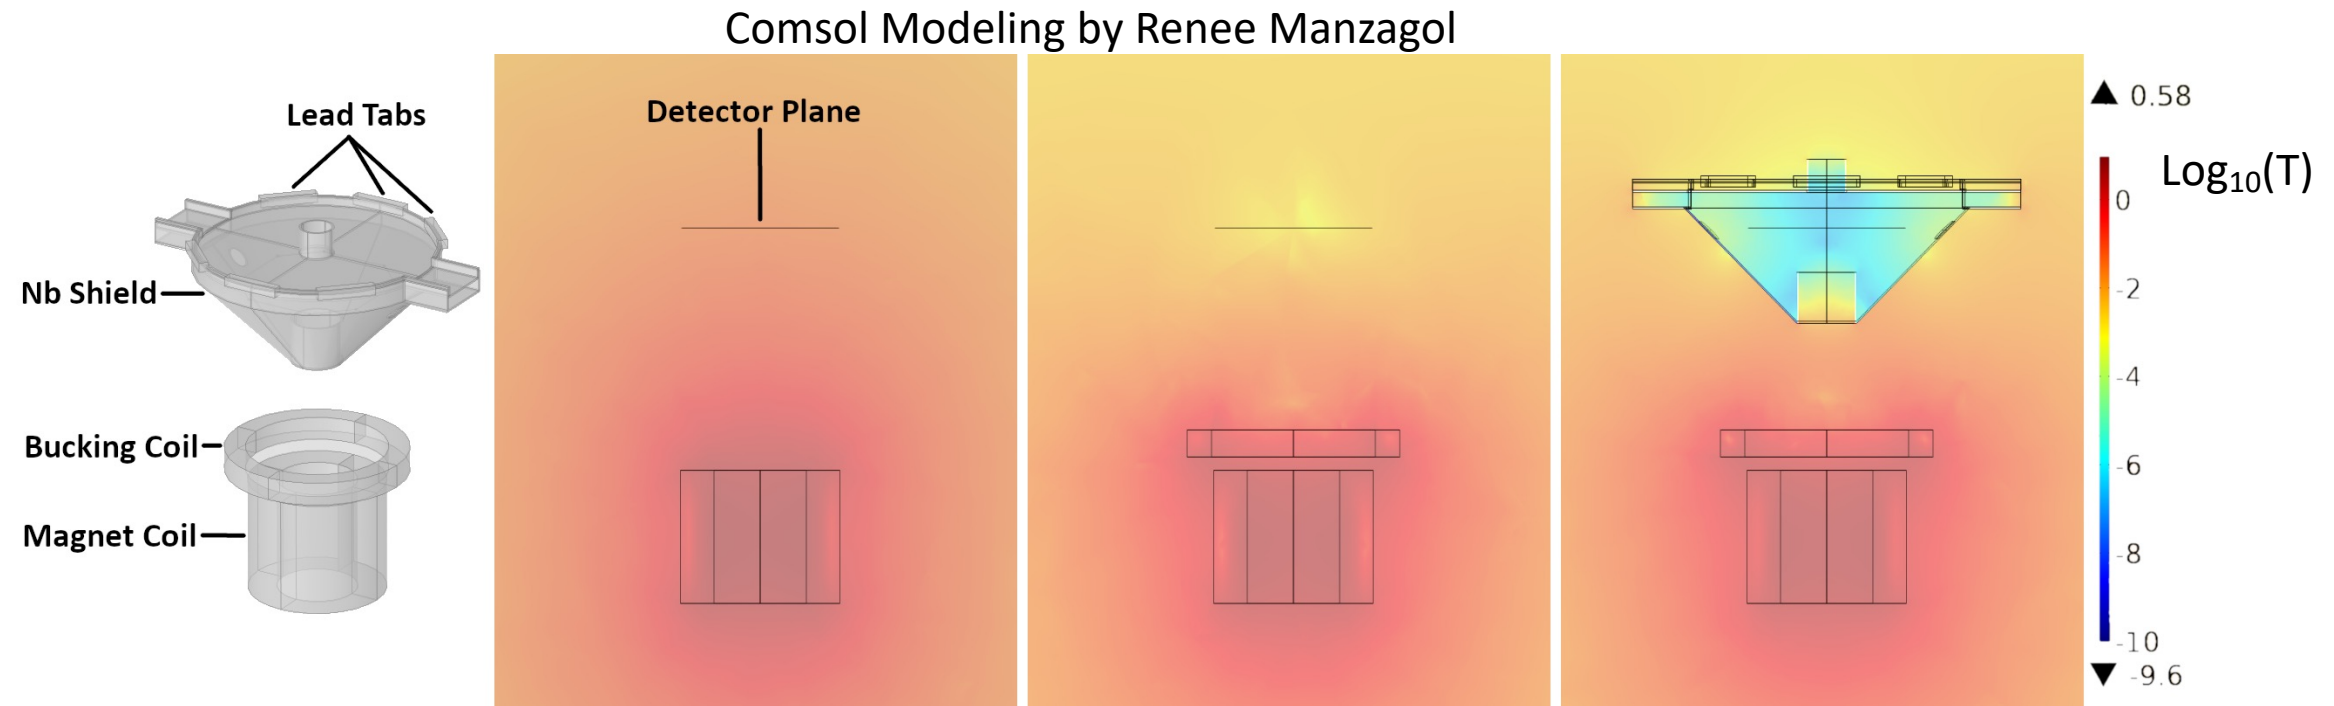 Comsol Modeling by Renee Manzagol
Lead Tabs
Nb Shield
Bucking Coil
Magnet Coil
Detector Plane
▲ 0.58
Log₁₀(T)
0
-2
-4
-6
-8
-10
▼ -9.6